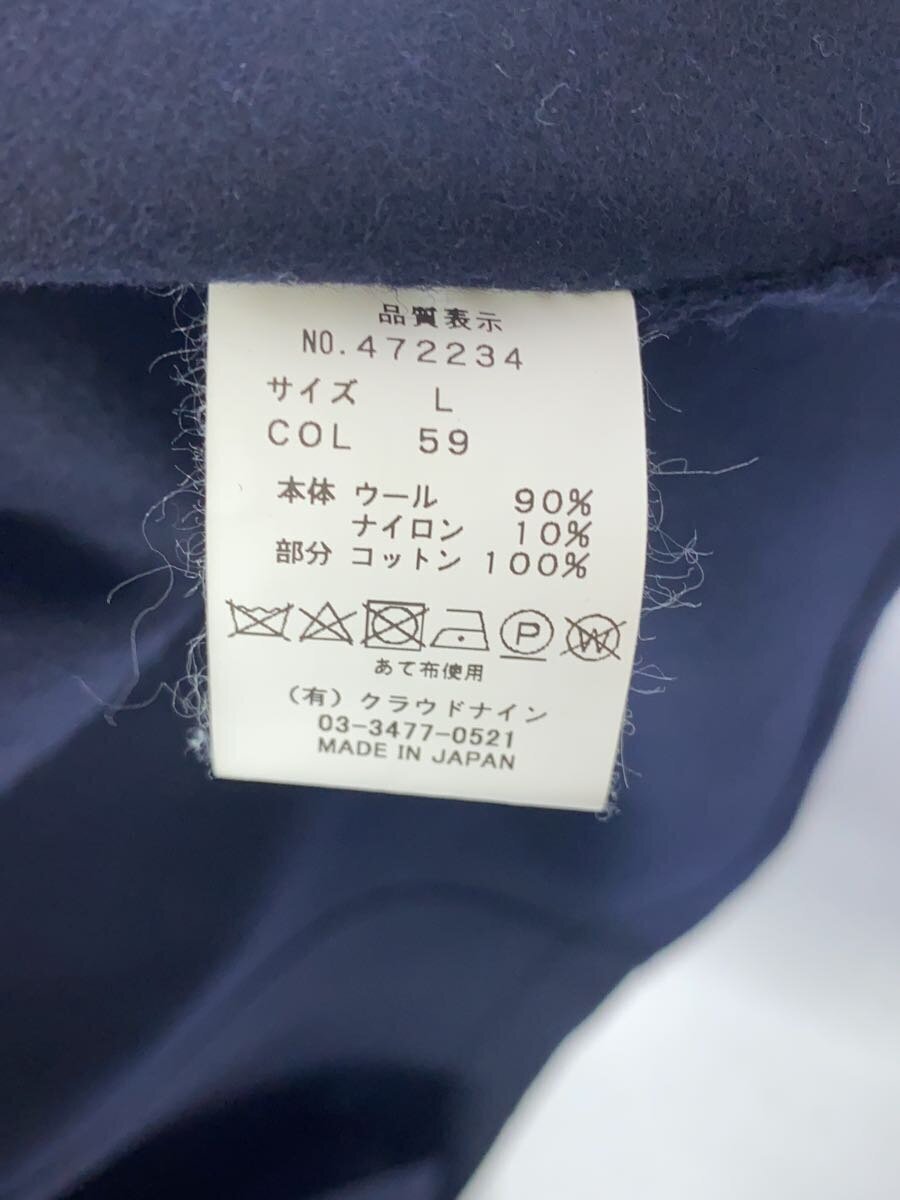 品質表示
NO.472234
サイズ L
COL 59
本体 ウール 90%
ナイロン 10%
部分 コットン 100%
P W
あて布使用
(有) クラウドナイン
03-3477-0521
MADE IN JAPAN